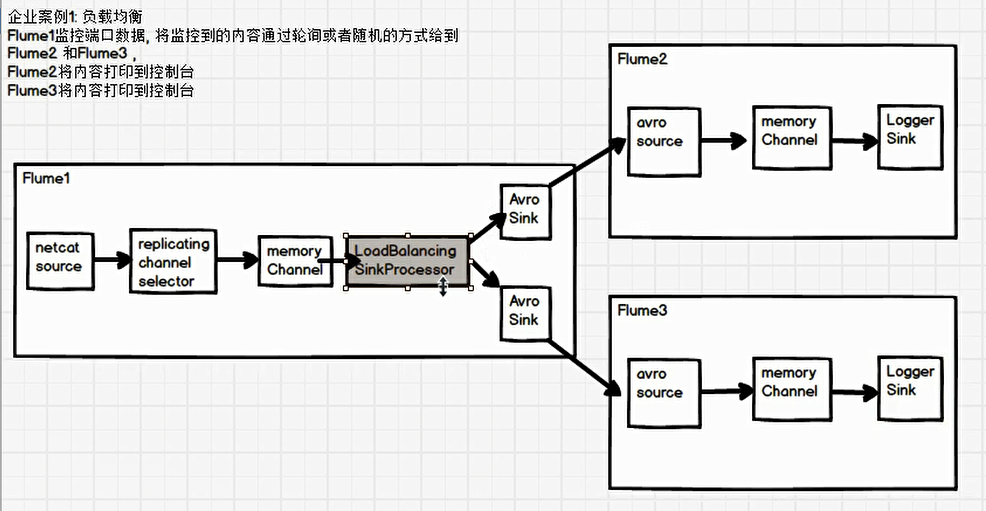 企业案例1: 负载均衡
Flume1监控端口数据, 将监控到的内容通过轮询或者随机的方式给到
Flume2 和Flume3 ,
Flume2将内容打印到控制台
Flume3将内容打印到控制台
Flume1
netcat
source
replicating
channel
selector
memory
Channel
LoadBalancing
SinkProcessor
Avro
Sink
Avro
Sink
Flume2
avro
source
memory
Channel
Logger
Sink
Flume3
avro
source
memory
Channel
Logger
Sink